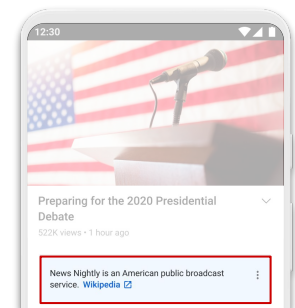 12:30
Preparing for the 2020 Presidential
Debate
522K views • 1 hour ago
News Nightly is an American public broadcast
service. Wikipedia